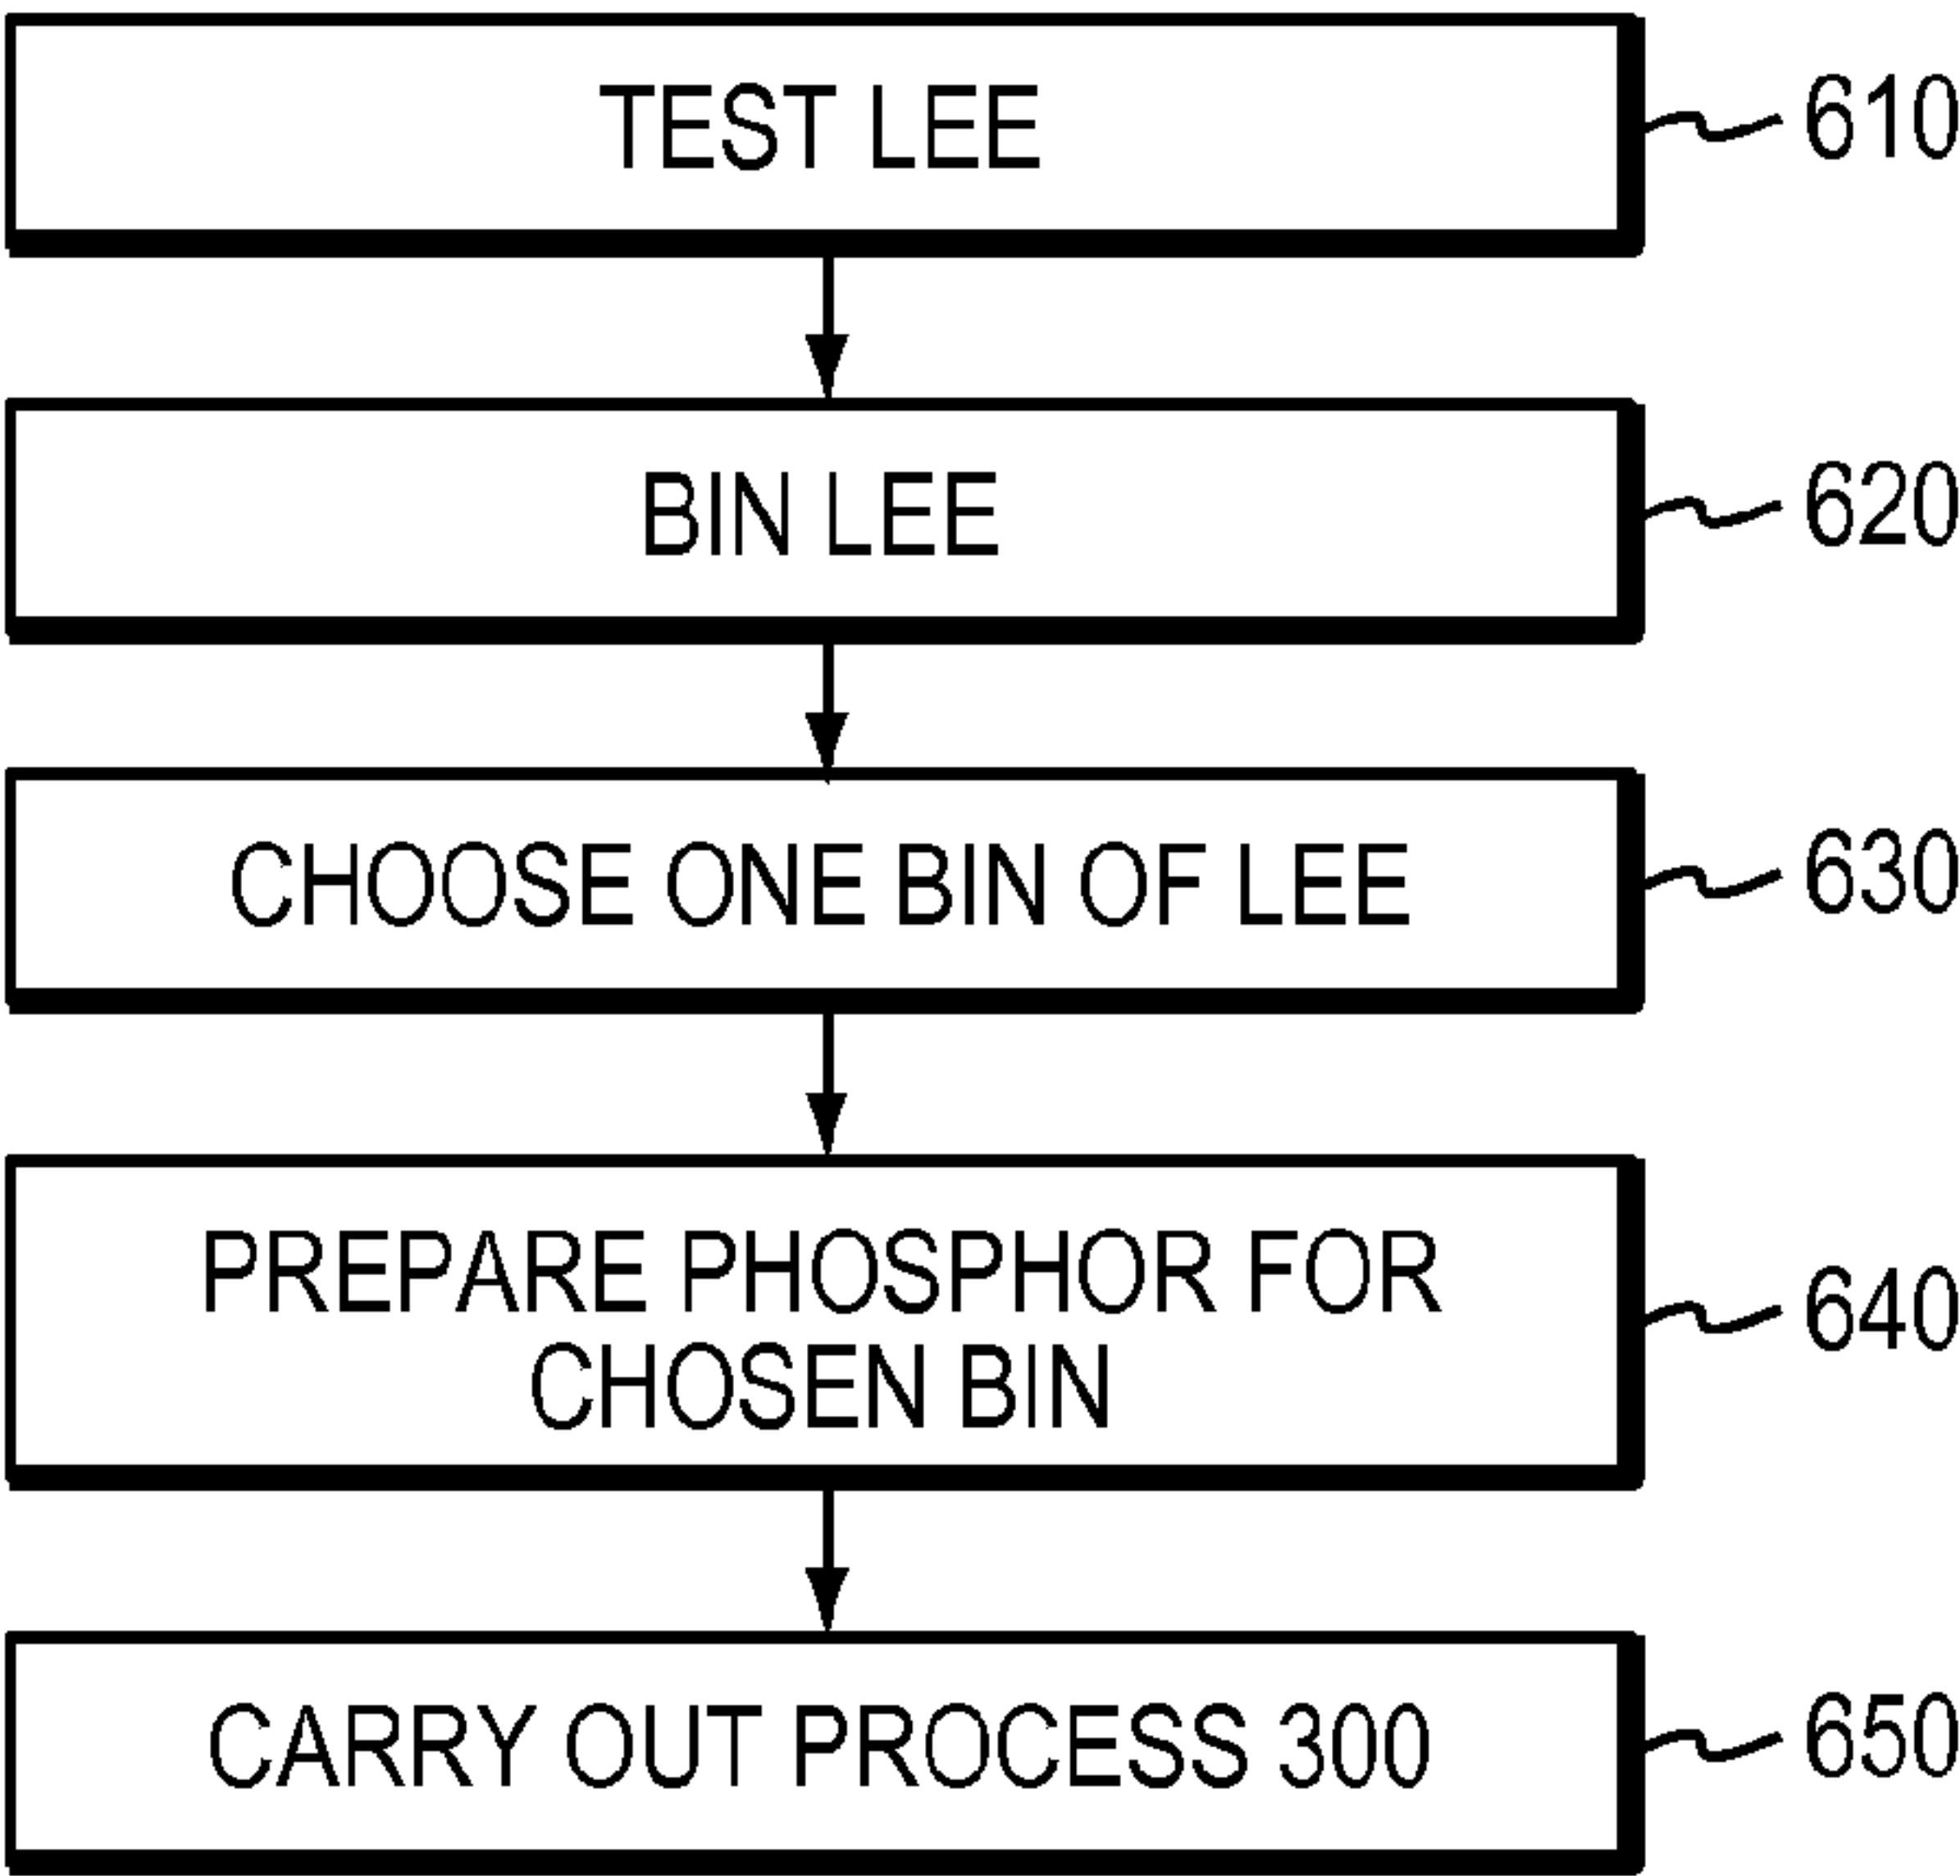 TEST LEE
610
BIN LEE
620
CHOOSE ONE BIN OF LEE
630
PREPARE PHOSPHOR FOR
CHOSEN BIN
640
CARRY OUT PROCESS 300
650